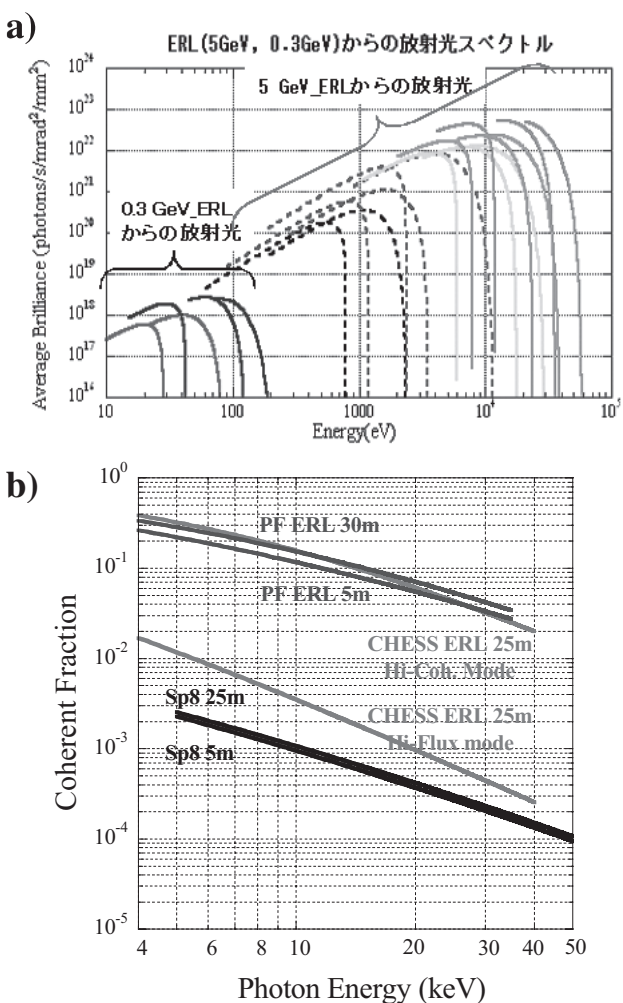 a)
ERL(5GeV, 0.3GeV)からの放射光スペクトル
5 GeV_ERLからの放射光
0.3 GeV_ERL
からの放射光
Average Brilliance (photons/s/mrad²/mm²)
10²⁴
10²³
10²²
10²¹
10²⁰
10¹⁹
10¹⁸
10¹⁷
10¹⁴
10
100
1000
10⁴
10⁵
Energy(eV)
b)
Coherent Fraction
10⁰
10⁻¹
10⁻²
10⁻³
10⁻⁴
10⁻⁵
PF ERL 30m
PF ERL 5m
CHESS ERL 25m
Hi-Coh. Mode
Sp8 25m
CHESS ERL 25m
Hi-Flux mode
Sp8 5m
4
6
8
10
20
30
40
50
Photon Energy (keV)